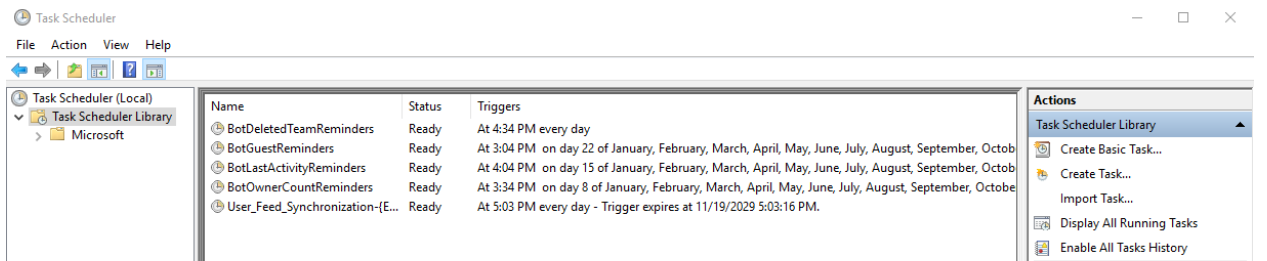 Task Scheduler
File Action View Help
Task Scheduler (Local)
Task Scheduler Library
Microsoft
Name Status Triggers
BotDeletedTeamReminders Ready At 4:34 PM every day
BotGuestReminders Ready At 3:04 PM on day 22 of January, February, March, April, May, June, July, August, September, Octob
BotLastActivityReminders Ready At 4:04 PM on day 15 of January, February, March, April, May, June, July, August, September, Octob
BotOwnerCountReminders Ready At 3:34 PM on day 8 of January, February, March, April, May, June, July, August, September, Octobe
User_Feed_Synchronization-{E... Ready At 5:03 PM every day - Trigger expires at 11/19/2029 5:03:16 PM.
Actions
Task Scheduler Library
Create Basic Task...
Create Task...
Import Task...
Display All Running Tasks
Enable All Tasks History